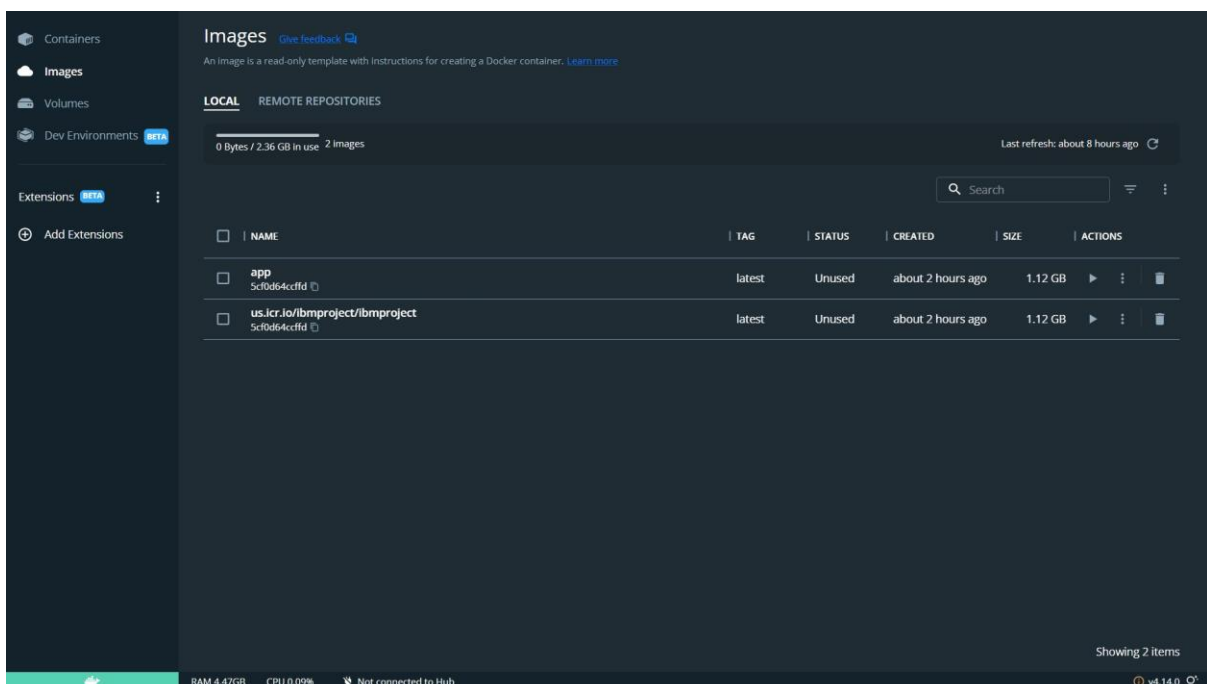 Containers
Images
Volumes
Dev Environments BETA
Extensions BETA
Add Extensions
Images Give feedback
An image is a read-only template with instructions for creating a Docker container. Learn more
LOCAL REMOTE REPOSITORIES
0 Bytes / 2.36 GB in use 2 images Last refresh: about 8 hours ago
Search
NAME TAG STATUS CREATED SIZE ACTIONS
app
5cf0d64ccffd
latest Unused about 2 hours ago 1.12 GB
us.icr.io/ibmproject/ibmproject
5cf0d64ccffd
latest Unused about 2 hours ago 1.12 GB
Showing 2 items
RAM 4.47GB CPU 0.09% Not connected to Hub v4.14.0